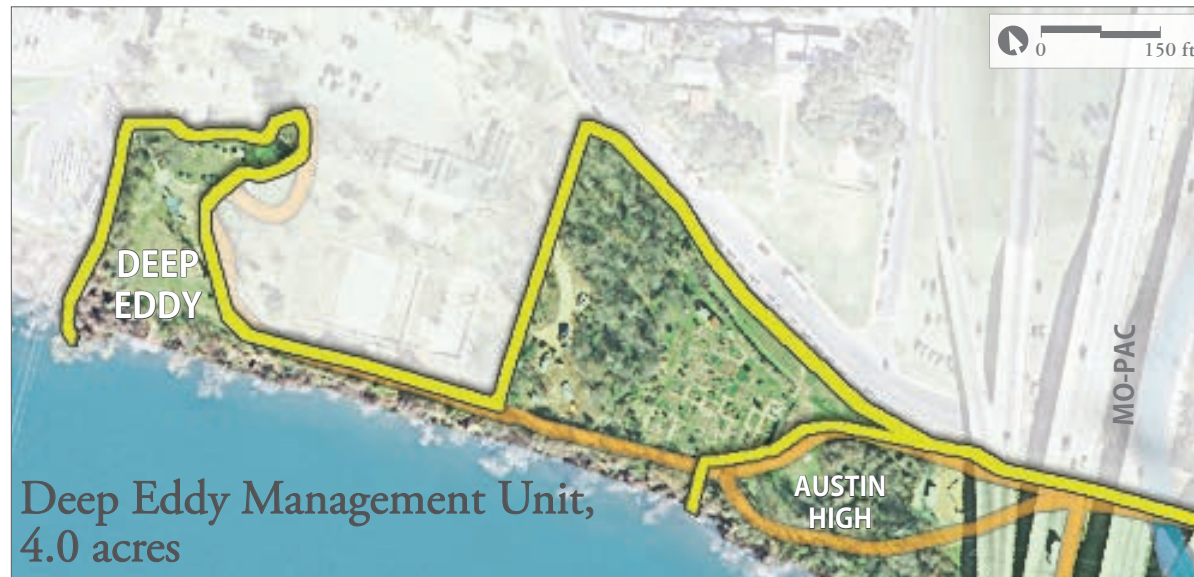 0 150 ft
DEEP
EDDY
MO-PAC
AUSTIN
HIGH
Deep Eddy Management Unit,
4.0 acres